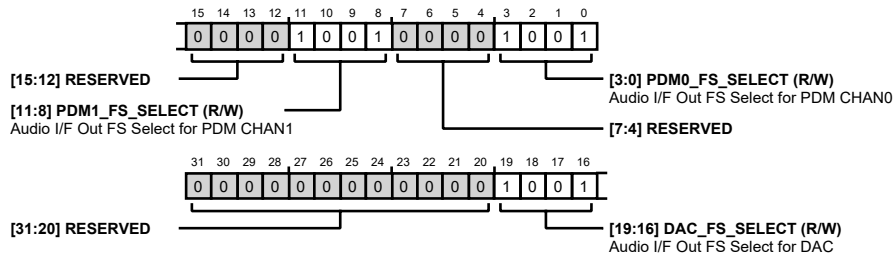 15 14 13 12 11 10 9 8 7 6 5 4 3 2 1 0
0 0 0 0 1 0 0 1 0 0 0 0 1 0 0 1
[15:12] RESERVED
[3:0] PDM0_FS_SELECT (R/W)
Audio I/F Out FS Select for PDM CHAN0
[11:8] PDM1_FS_SELECT (R/W)
Audio I/F Out FS Select for PDM CHAN1
[7:4] RESERVED
31 30 29 28 27 26 25 24 23 22 21 20 19 18 17 16
0 0 0 0 0 0 0 0 0 0 0 0 1 0 0 1
[31:20] RESERVED
[19:16] DAC_FS_SELECT (R/W)
Audio I/F Out FS Select for DAC